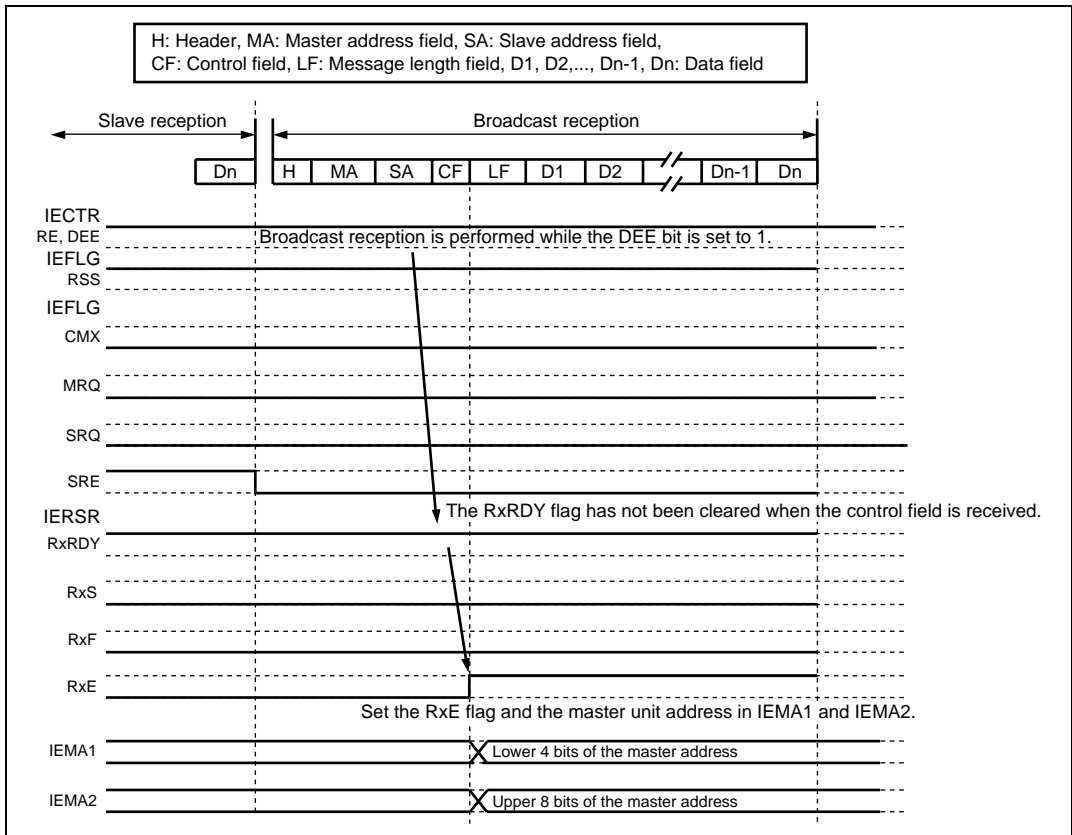 H: Header, MA: Master address field, SA: Slave address field,
CF: Control field, LF: Message length field, D1, D2,..., Dn-1, Dn: Data field
Slave reception
Broadcast reception
Dn
H MA SA CF LF D1 D2 Dn-1 Dn
IECTR
RE, DEE
Broadcast reception is performed while the DEE bit is set to 1.
IEFLG
RSS
IEFLG
CMX
MRQ
SRQ
SRE
IERSR
The RxRDY flag has not been cleared when the control field is received.
RxRDY
RxS
RxF
RxE
Set the RxE flag and the master unit address in IEMA1 and IEMA2.
IEMA1
Lower 4 bits of the master address
IEMA2
Upper 8 bits of the master address